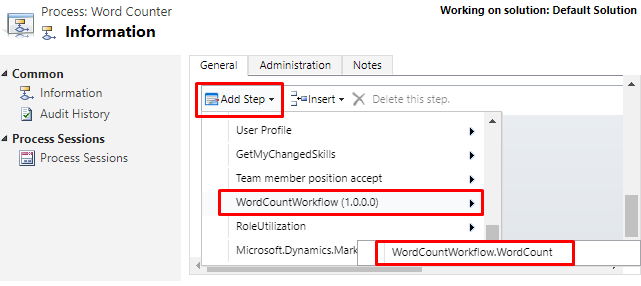 Process: Word Counter
Information
Working on solution: Default Solution
Common
Information
Audit History
Process Sessions
Process Sessions
General
Administration
Notes
Add Step
Insert
Delete this step.
User Profile
GetMyChangedSkills
Team member position accept
WordCountWorkflow (1.0.0.0)
RoleUtilization
Microsoft.Dynamics.Mark
WordCountWorkflow.WordCount